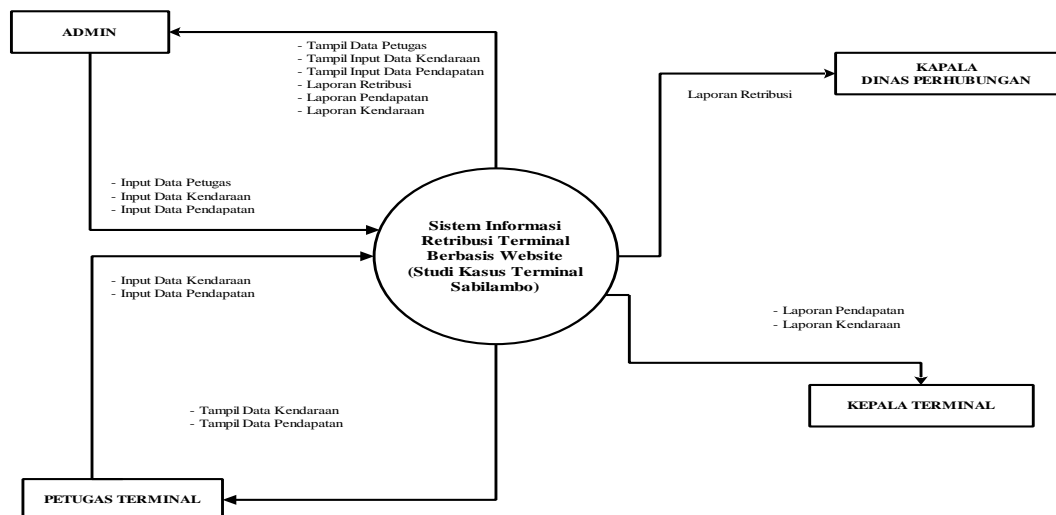 ADMIN
- Tampil Data Petugas
- Tampil Input Data Kendaraan
- Tampil Input Data Pendapatan
- Laporan Retribusi
- Laporan Pendapatan
- Laporan Kendaraan
KAPALA
DINAS PERHUBUNGAN
Laporan Retribusi
- Input Data Petugas
- Input Data Kendaraan
- Input Data Pendapatan
Sistem Informasi
Retribusi Terminal
Berbasis Website
(Studi Kasus Terminal
Sabilambo)
- Input Data Kendaraan
- Input Data Pendapatan
- Laporan Pendapatan
- Laporan Kendaraan
- Tampil Data Kendaraan
- Tampil Data Pendapatan
KEPALA TERMINAL
PETUGAS TERMINAL